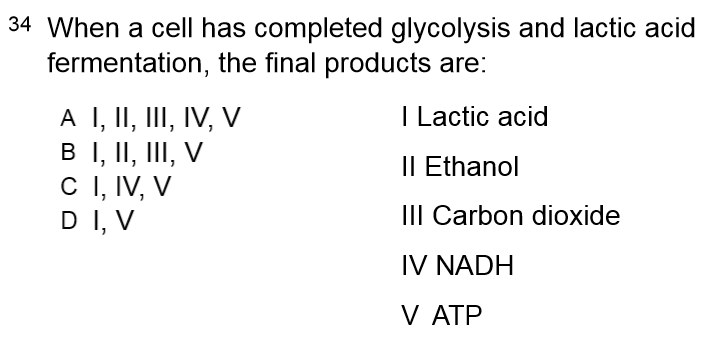 34 When a cell has completed glycolysis and lactic acid
fermentation, the final products are:
A I, II, III, IV, V
B I, II, III, V
C I, IV, V
D I, V
I Lactic acid
II Ethanol
III Carbon dioxide
IV NADH
V ATP